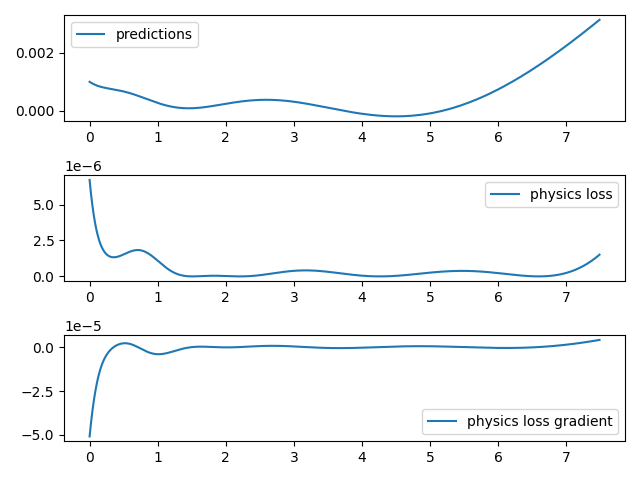 predictions
0.002
0.000
0 1 2 3 4 5 6 7
1e−6
physics loss
5.0
2.5
0.0
0 1 2 3 4 5 6 7
1e−5
0.0
−2.5
physics loss gradient
−5.0
0 1 2 3 4 5 6 7